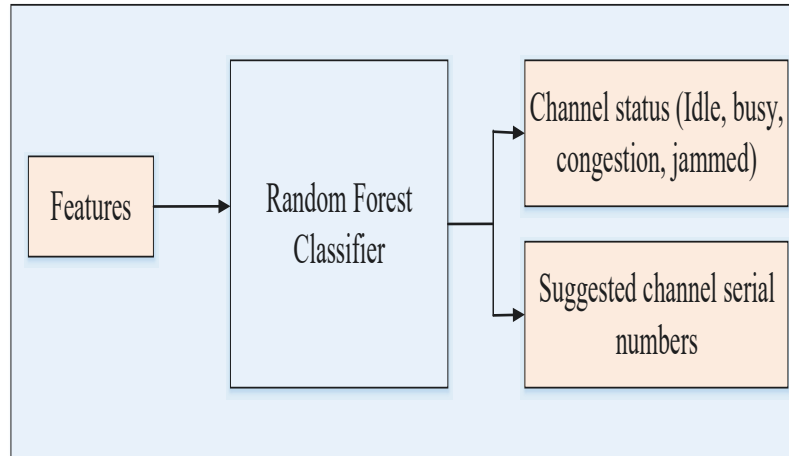 Features
Random Forest
Classifier
Channel status (Idle, busy,
congestion, jammed)
Suggested channel serial
numbers